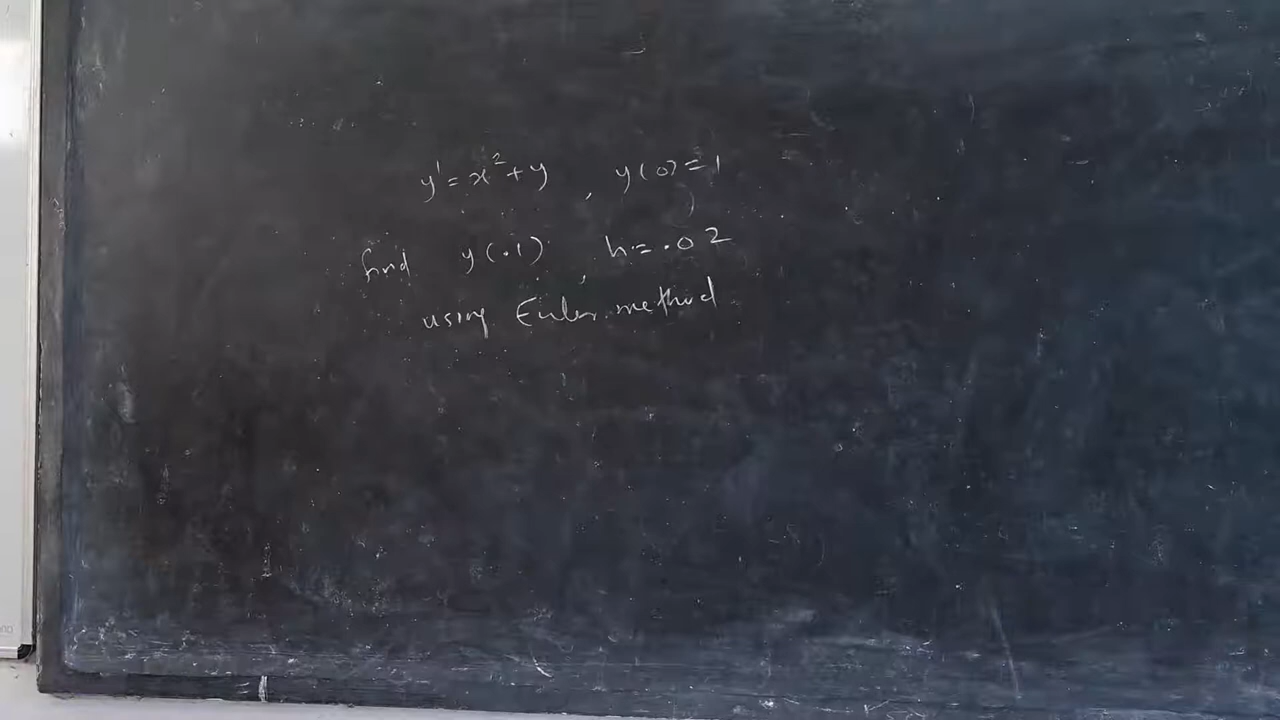 y' = x² + y , y(0) = 1
find y(.1) , h = .02
using Euler method